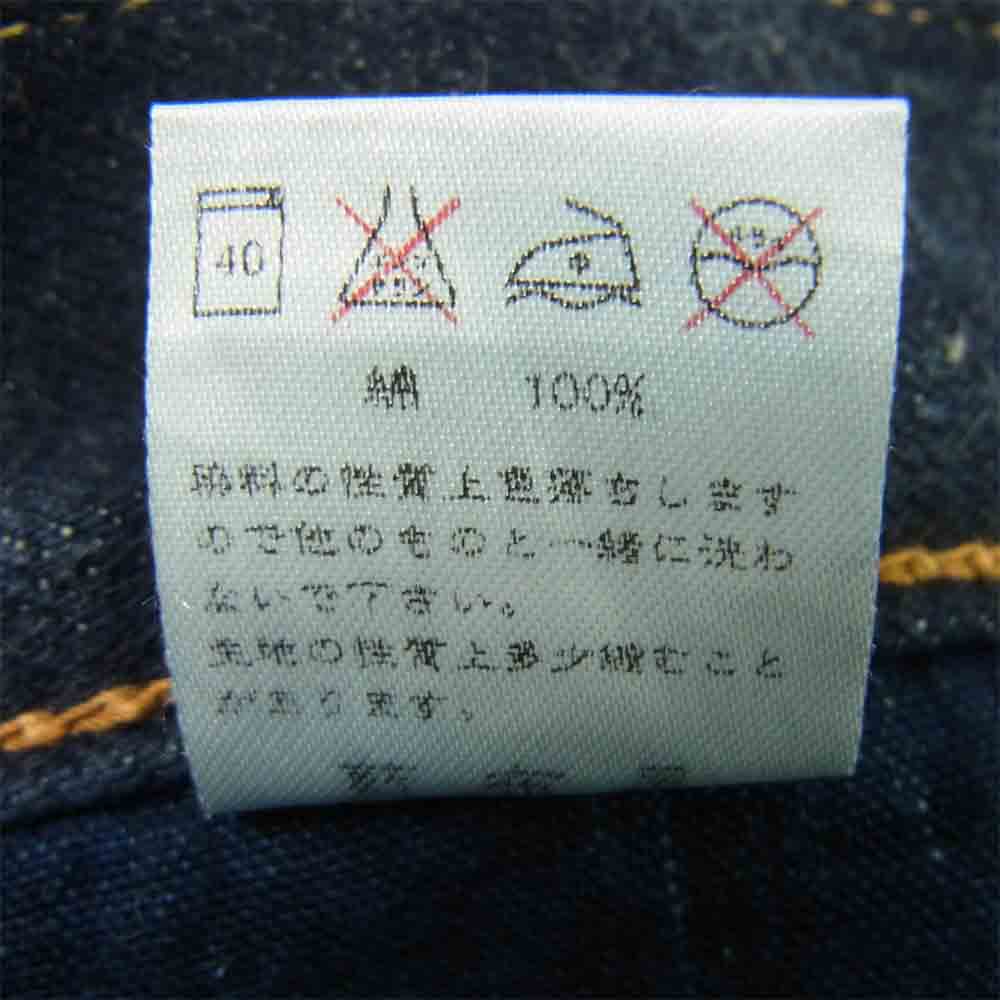 40
綿 100%
染料の性質上色落ちします
ので他のものと一緒に洗わ
ないで下さい。
生地の性質上多少縮むこと
が有ります。